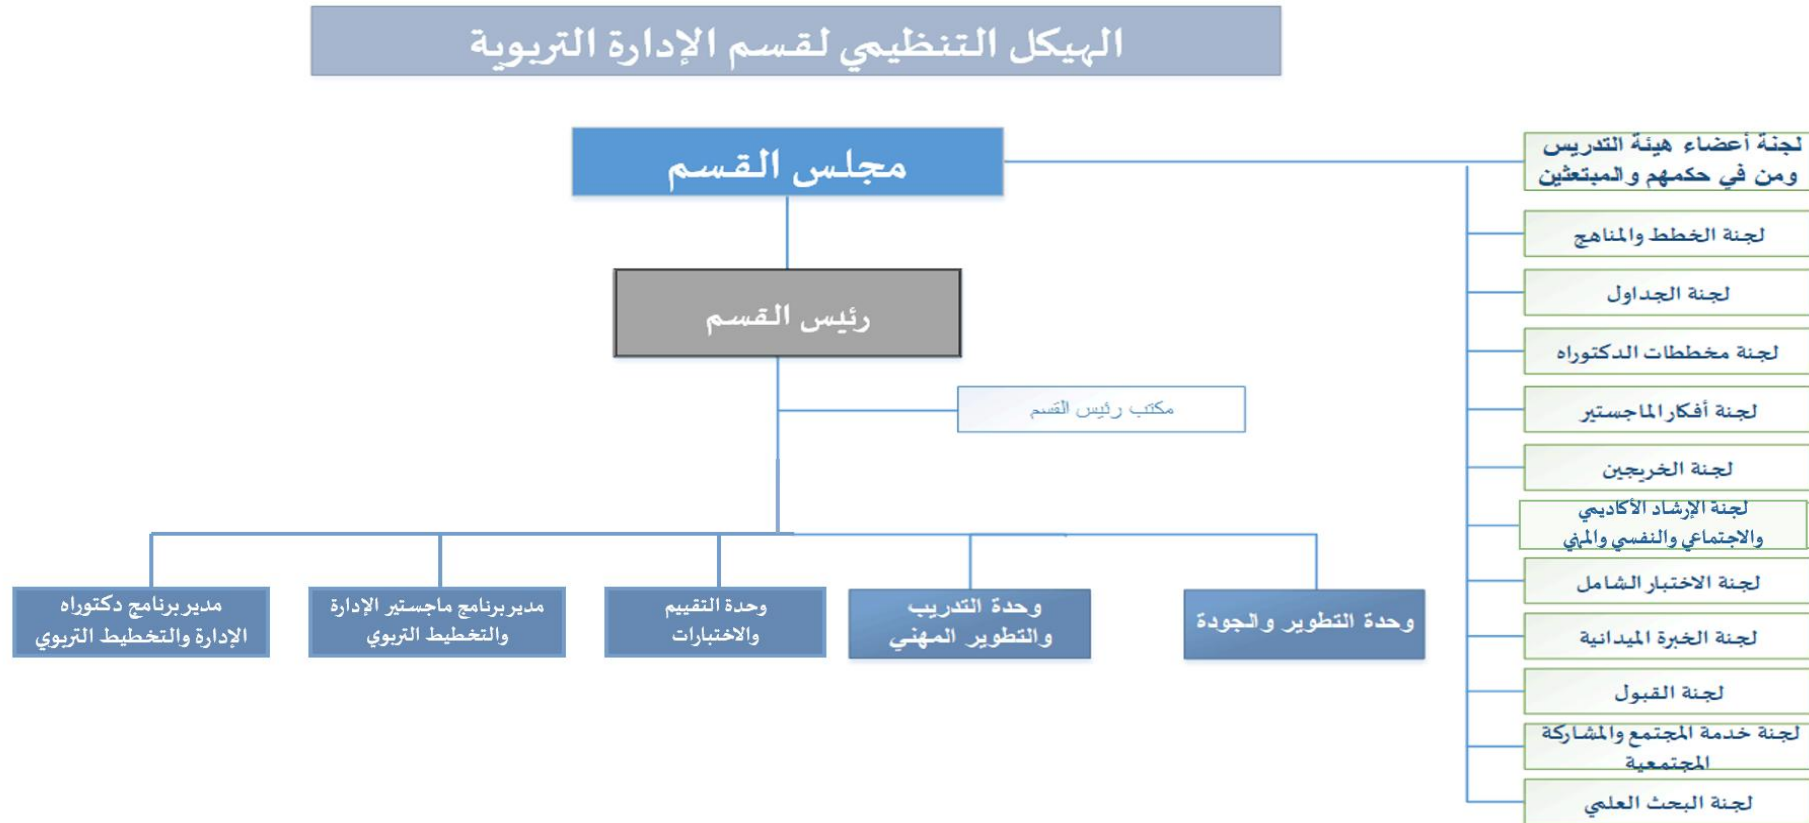 الهيكل التنظيمي لقسم الإدارة التربوية
مجلس القسم
رئيس القسم
مكتب رئيس القسم
لجنة أعضاء هيئة التدريس
ومن في حكمهم والمبتعثين
لجنة الخطط والمناهج
لجنة الجداول
لجنة مخططات الدكتوراه
لجنة أفكار الماجستير
لجنة الخريجين
لجنة الإرشاد الأكاديمي
والاجتماعي والنفسي والمهني
لجنة الاختبار الشامل
لجنة الخبرة الميدانية
لجنة القبول
لجنة خدمة المجتمع والمشاركة
المجتمعية
لجنة البحث العلمي
وحدة التطوير والجودة
وحدة التدريب
والتطوير المهني
وحدة التقييم
والاختبارات
مدير برنامج ماجستير الإدارة
والتخطيط التربوي
مدير برنامج دكتوراه
الإدارة والتخطيط التربوي